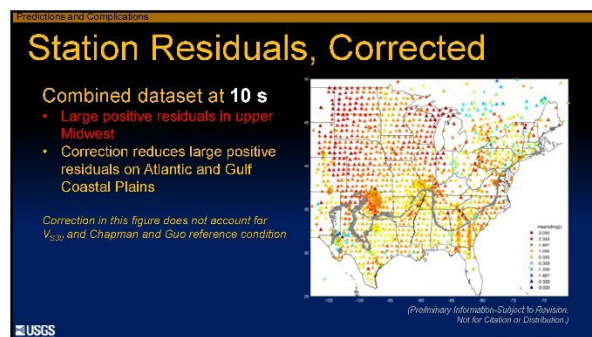 Predictions and Complications
Station Residuals, Corrected
Combined dataset at 10 s
• Large positive residuals in upper
Midwest
• Correction reduces large positive
residuals on Atlantic and Gulf
Coastal Plains
Correction in this figure does not account for
VS30 and Chapman and Guo reference condition
(Preliminary Information-Subject to Revision.
Not for Citation or Distribution.)
USGS